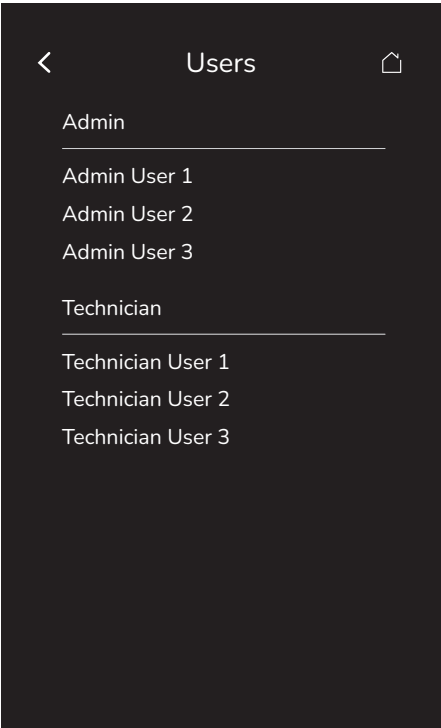 Users
Admin
Admin User 1
Admin User 2
Admin User 3
Technician
Technician User 1
Technician User 2
Technician User 3